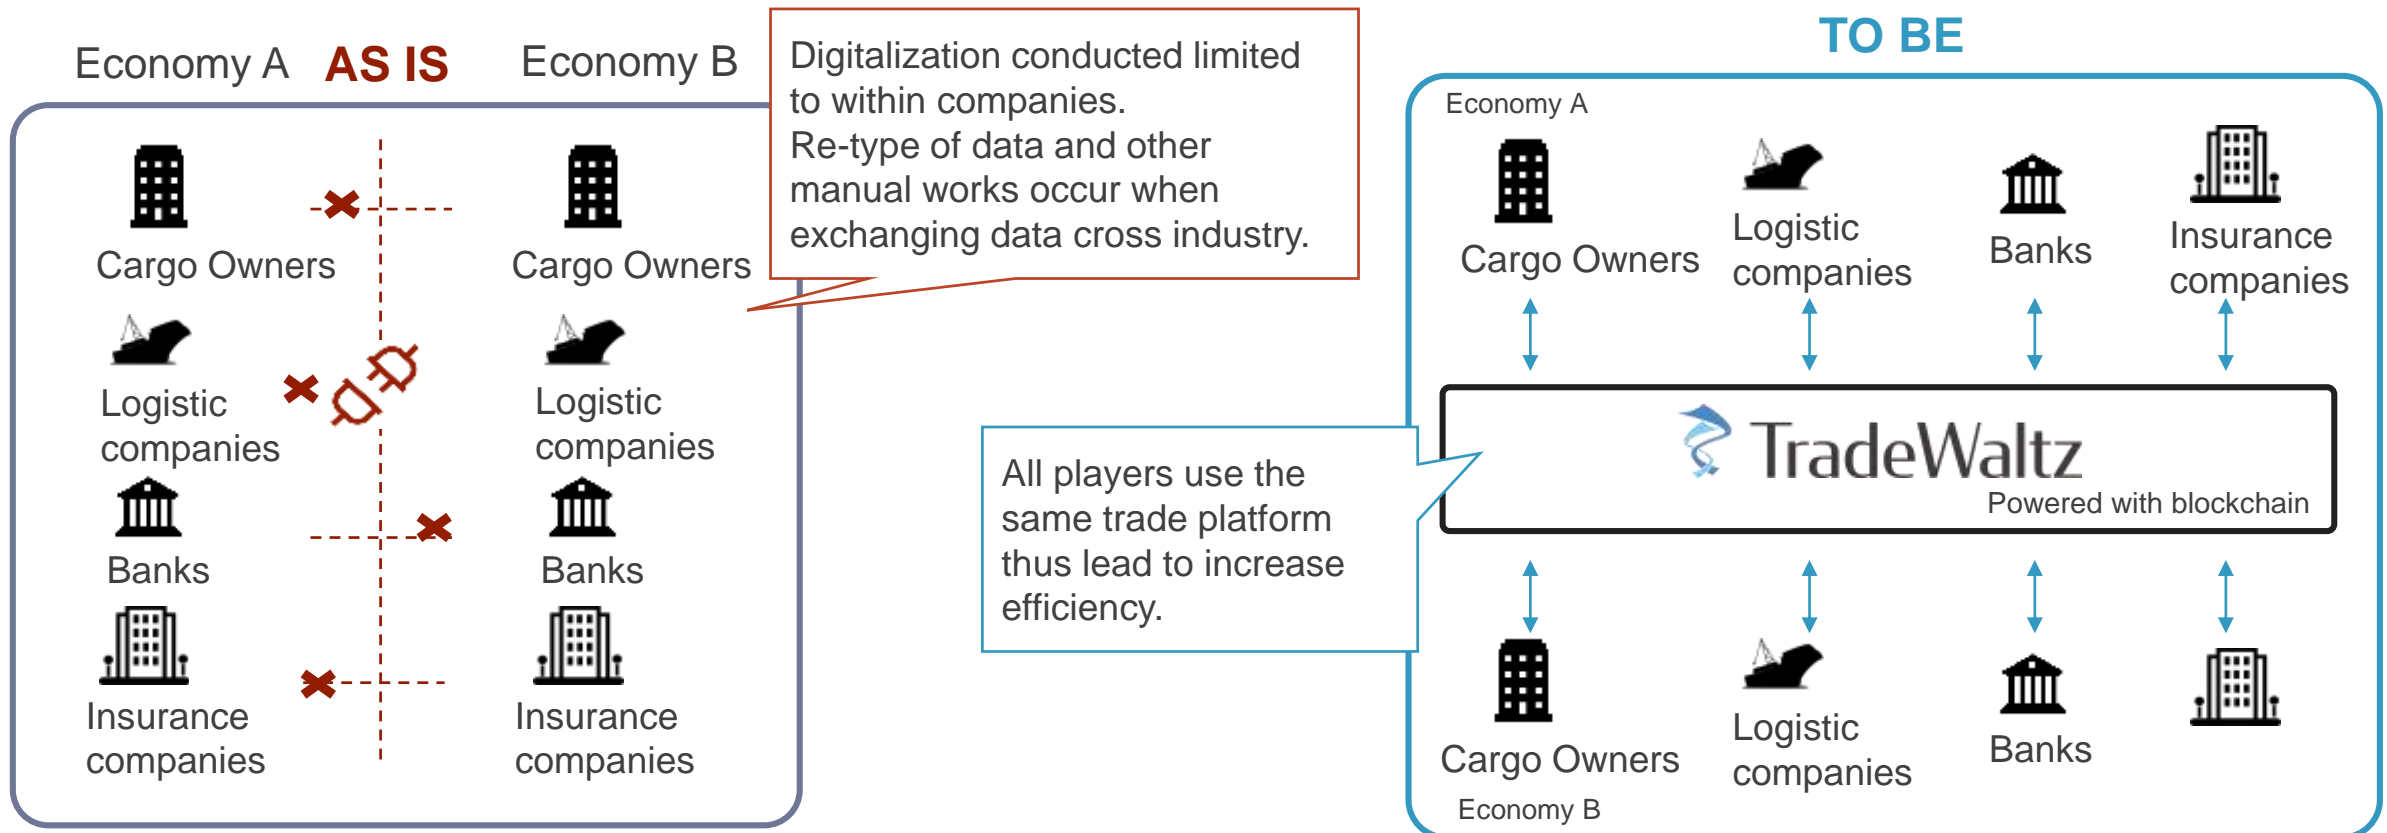 Economy A
AS IS
Economy B
Cargo Owners
Cargo Owners
Logistic
companies
Logistic
companies
Banks
Banks
Insurance
companies
Insurance
companies
Digitalization conducted limited
to within companies.
Re-type of data and other
manual works occur when
exchanging data cross industry.
TO BE
Economy A
Cargo Owners
Logistic
companies
Banks
Insurance
companies
TradeWaltz
Powered with blockchain
All players use the
same trade platform
thus lead to increase
efficiency.
Cargo Owners
Logistic
companies
Banks
Economy B